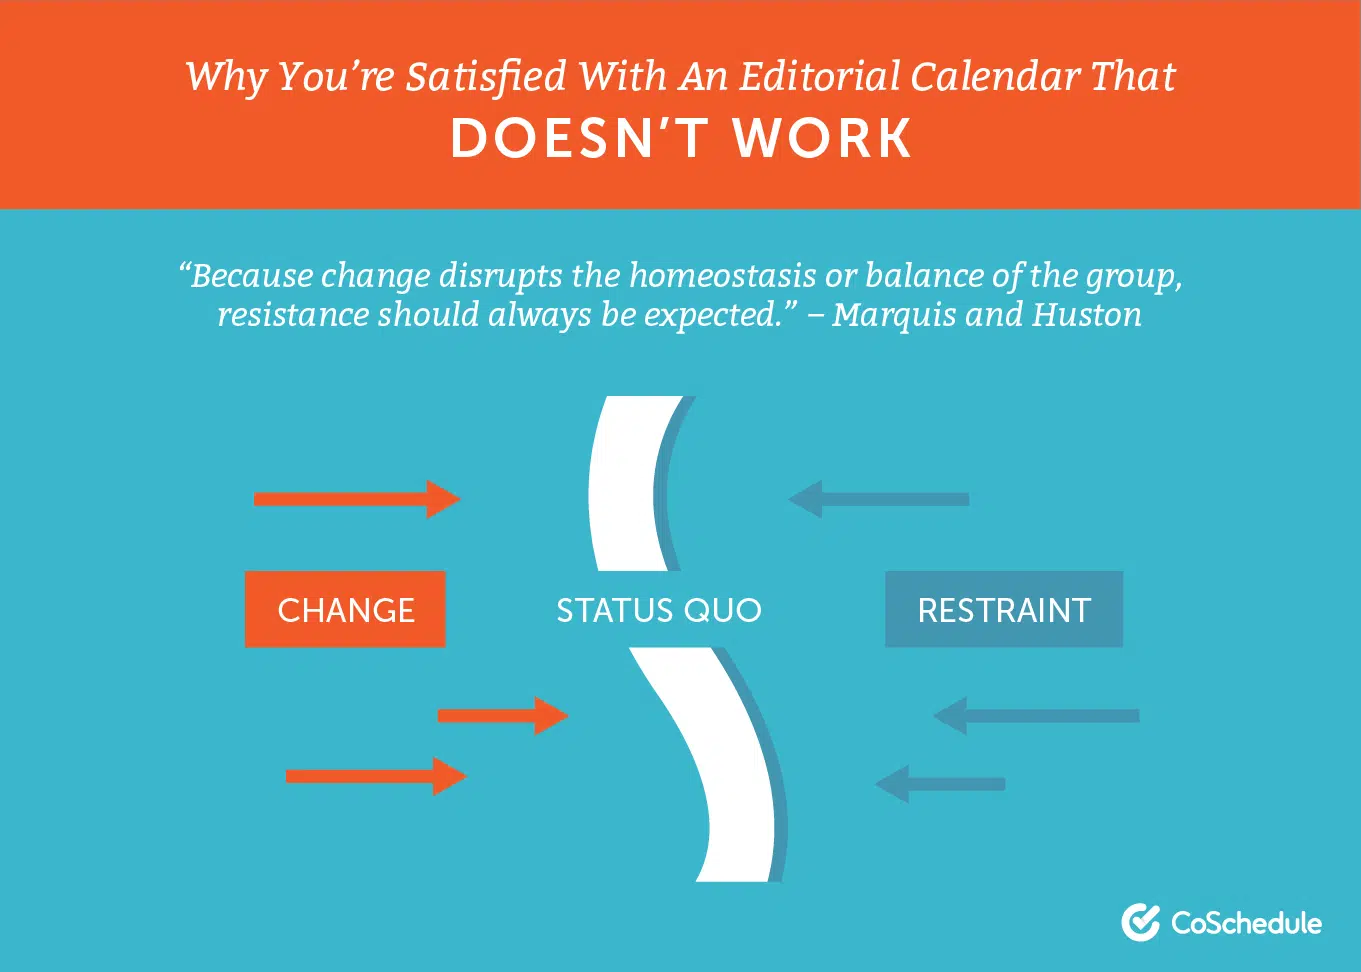 Why You’re Satisfied With An Editorial Calendar That
DOESN’T WORK
“Because change disrupts the homeostasis or balance of the group,
resistance should always be expected.” – Marquis and Huston
CHANGE
STATUS QUO
RESTRAINT
CoSchedule